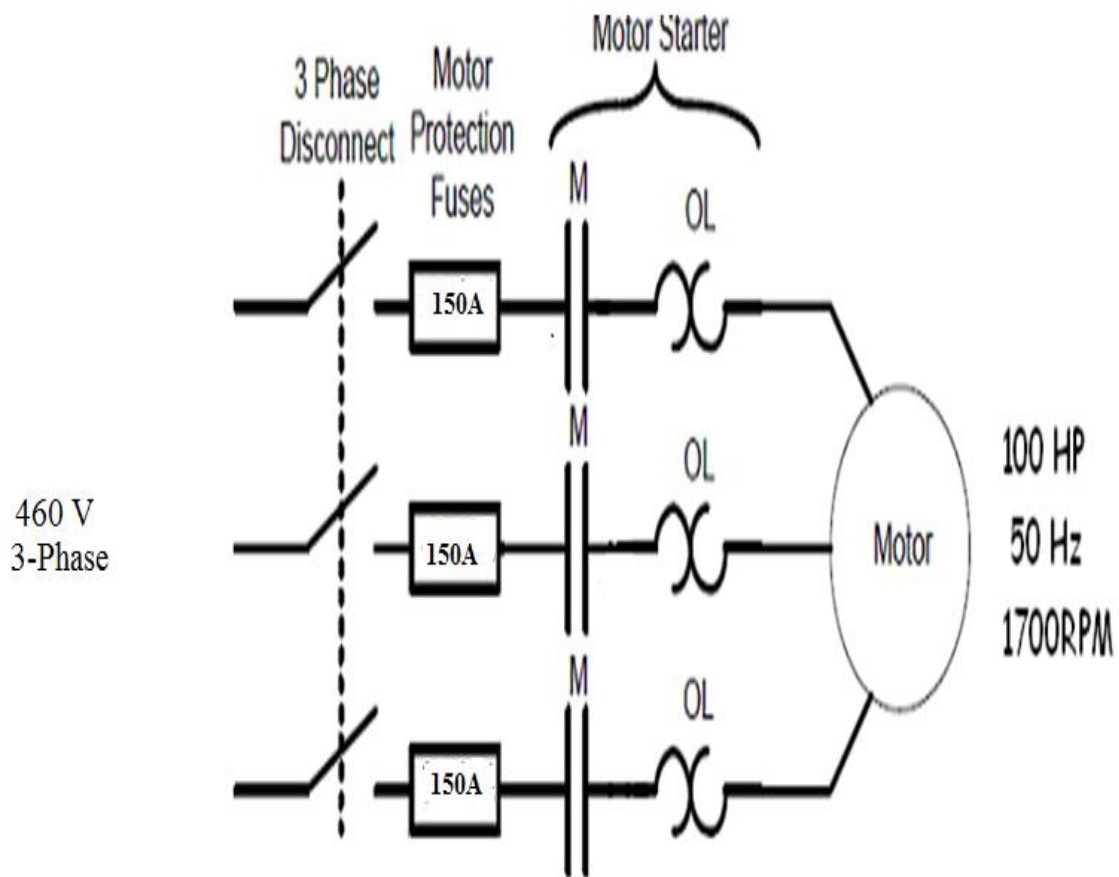 Motor Starter
3 Phase
Disconnect
Motor
Protection
Fuses
M
OL
150A
M
OL
150A
M
OL
150A
460 V
3-Phase
Motor
100 HP
50 Hz
1700RPM